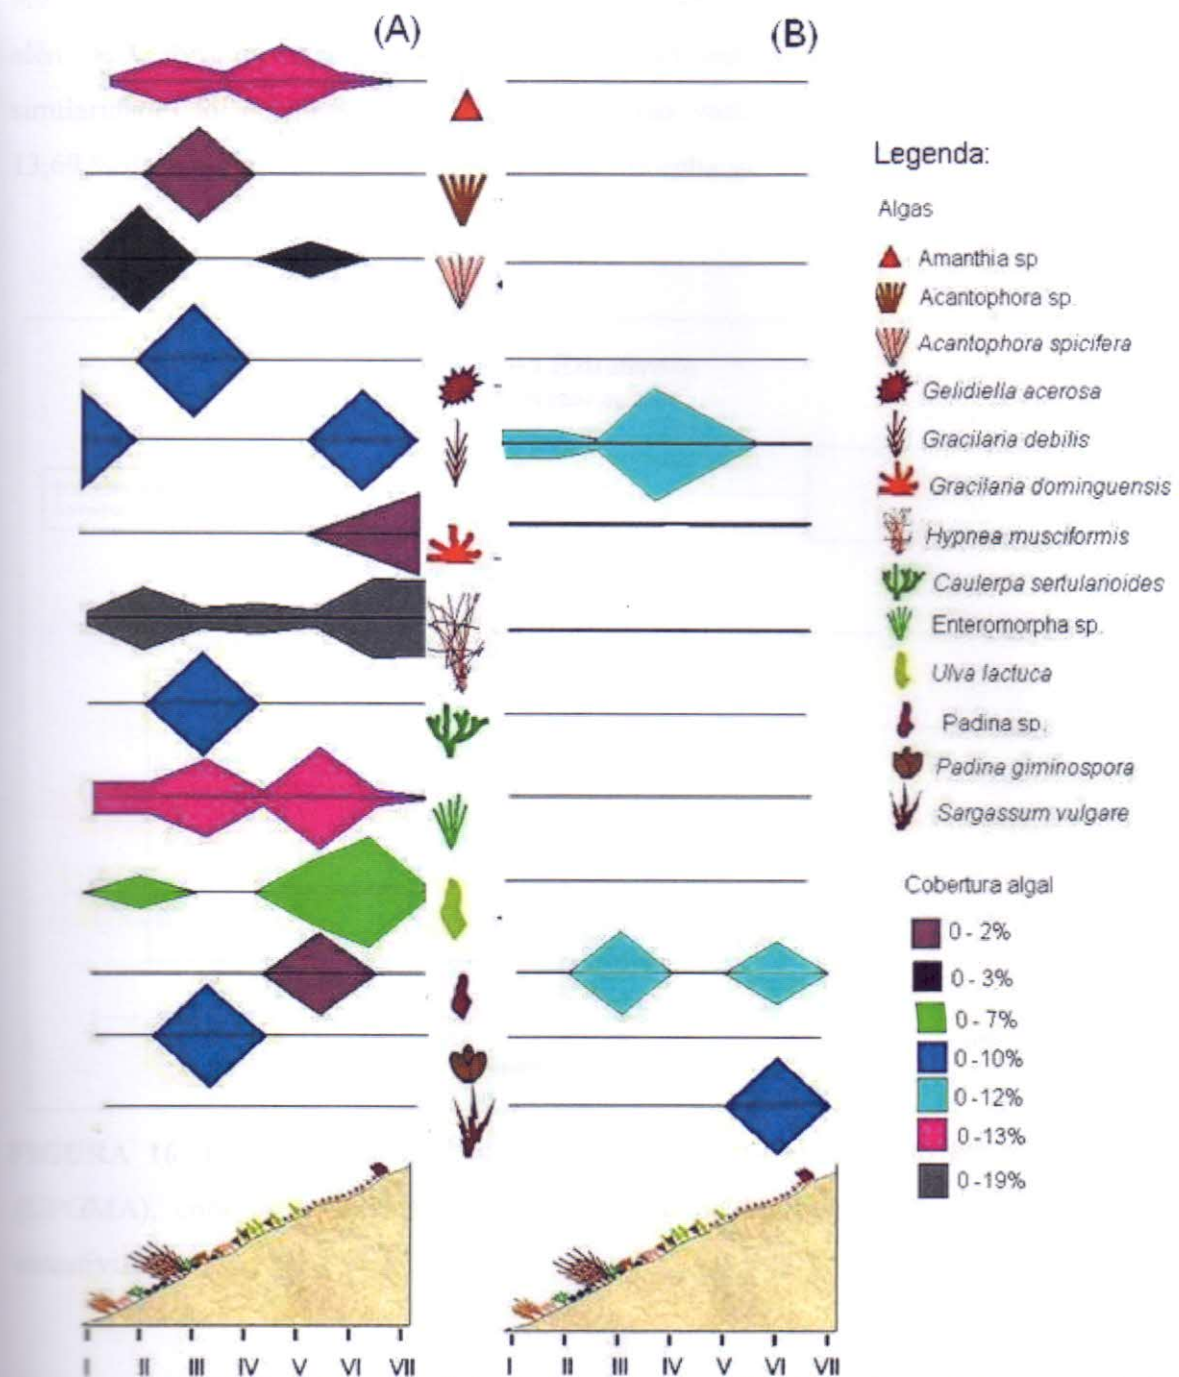 (A)
(B)
Legenda:
Algas
Amanthia sp
Acantophora sp.
Acantophora spicifera
Gelidiella acerosa
Gracilaria debilis
Gracilaria dominguensis
Hypnea musciformis
Caulerpa sertularioides
Enteromorpha sp.
Ulva lactuca
Padina sp.
Padina giminospora
Sargassum vulgare
Cobertura algal
0 - 2%
0 - 3%
0 - 7%
0 -10%
0 -12%
0 -13%
0 -19%
I II III IV V VI VII
I II III IV V VI VII